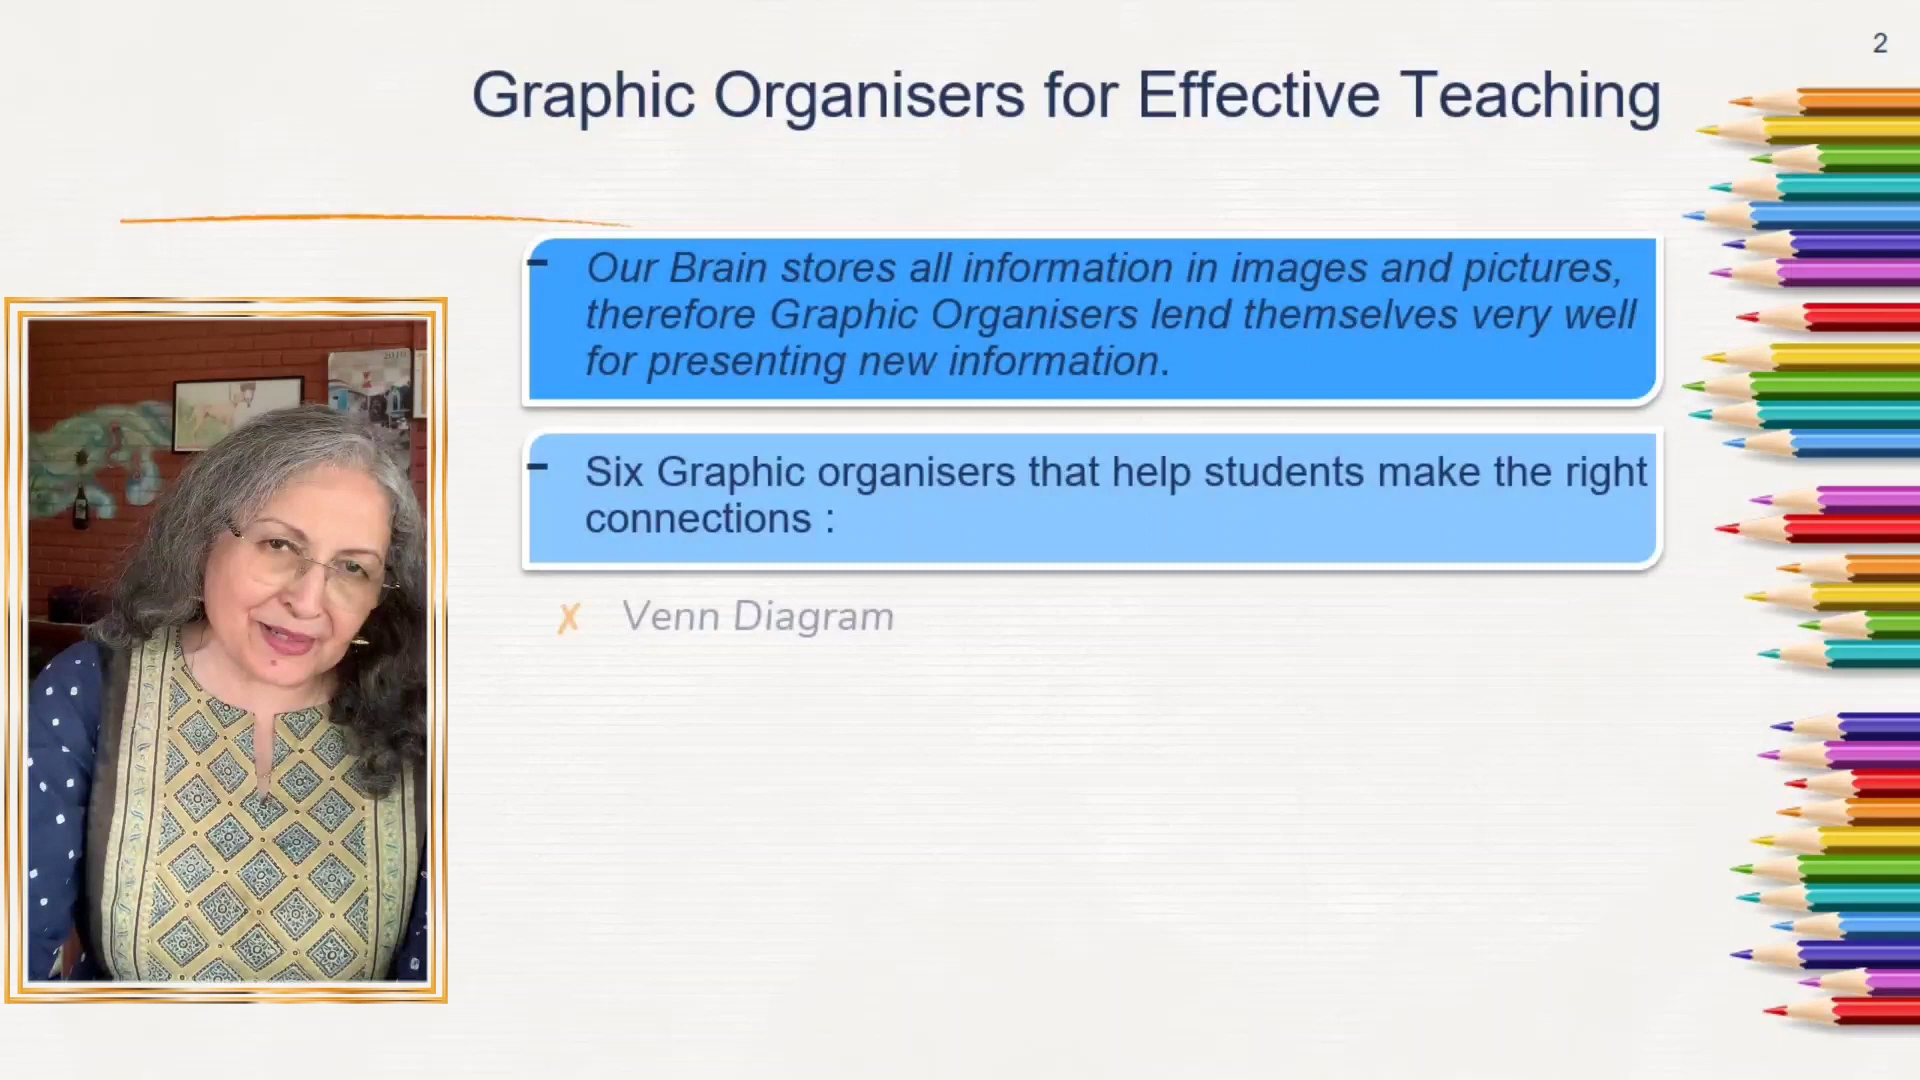 2
Graphic Organisers for Effective Teaching
- Our Brain stores all information in images and pictures,
therefore Graphic Organisers lend themselves very well
for presenting new information.
- Six Graphic organisers that help students make the right
connections :
✗ Venn Diagram
2010